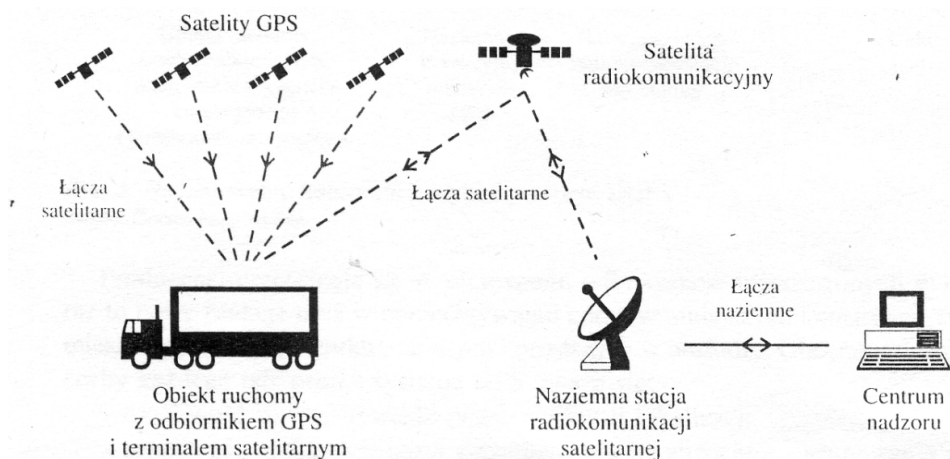 Satelity GPS
Satelita
radiokomunikacyjny
Łącza
satelitarne
Łącza satelitarne
Łącza
naziemne
Obiekt ruchomy
z odbiornikiem GPS
i terminalem satelitarnym
Naziemna stacja
radiokomunikacji
satelitarnej
Centrum
nadzoru